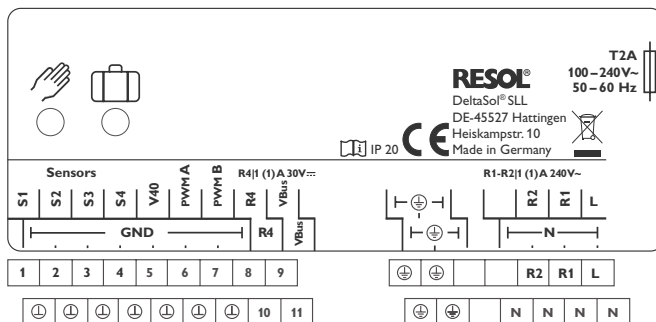 T2A
100–240V~
50–60 Hz
RESOL®
DeltaSol® SLL
DE-45527 Hattingen
Heiskampstr. 10
Made in Germany
i IP 20 CE
Sensors R4|1 (1) A 30V⎓ R1-R2|1 (1) A 240V~
S1 S2 S3 S4 V40 PWM A PWM B R4 VBus R2 R1 L
GND R4 VBus N
1 2 3 4 5 6 7 8 9 R2 R1 L
10 11 N N N N